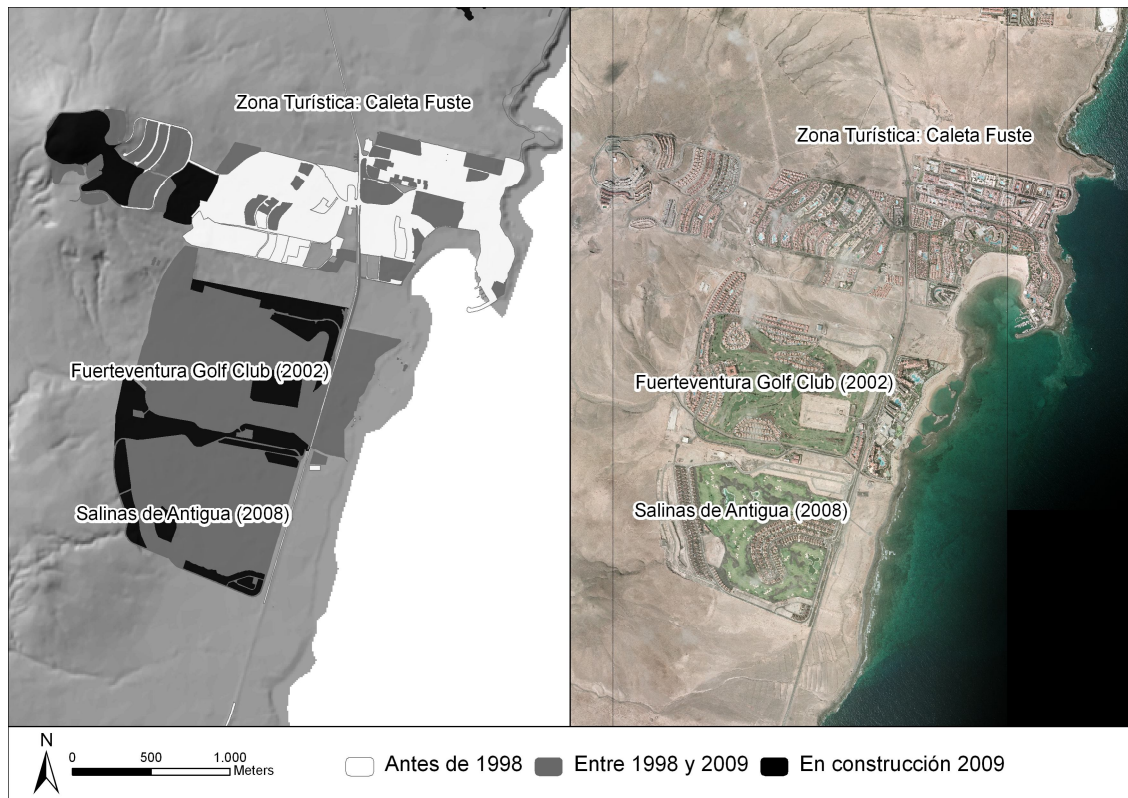 Zona Turística: Caleta Fuste
Fuerteventura Golf Club (2002)
Salinas de Antigua (2008)
Zona Turística: Caleta Fuste
Fuerteventura Golf Club (2002)
Salinas de Antigua (2008)
N
0 500 1.000
Meters
Antes de 1998
Entre 1998 y 2009
En construcción 2009